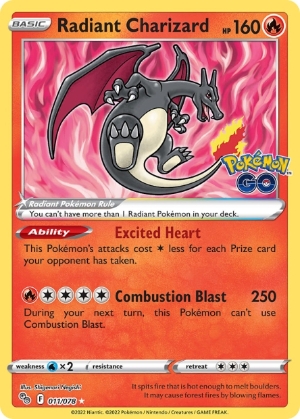 BASIC Radiant Charizard HP 160
Pokémon
GO
Radiant Pokémon Rule
You can't have more than 1 Radiant Pokémon in your deck.
Ability Excited Heart
This Pokémon's attacks cost less for each Prize card
your opponent has taken.
Combustion Blast 250
During your next turn, this Pokémon can't use
Combustion Blast.
weakness ×2 resistance retreat
Illus. Shigenori Negishi
F 011/078
It spits fire that is hot enough to melt boulders.
It may cause forest fires by blowing flames.
©2022 Niantic ©2022 Pokémon / Nintendo / Creatures / GAME FREAK